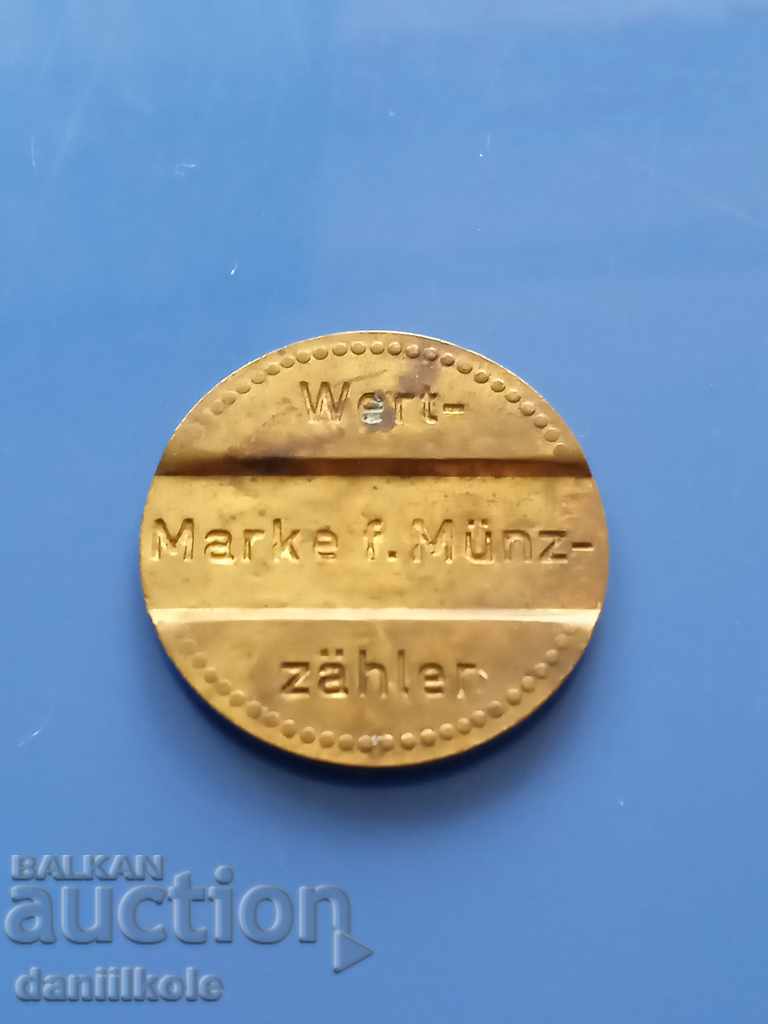 Wert-
Marke f. Münz-
zähler
BALKAN
auction
daniilkole